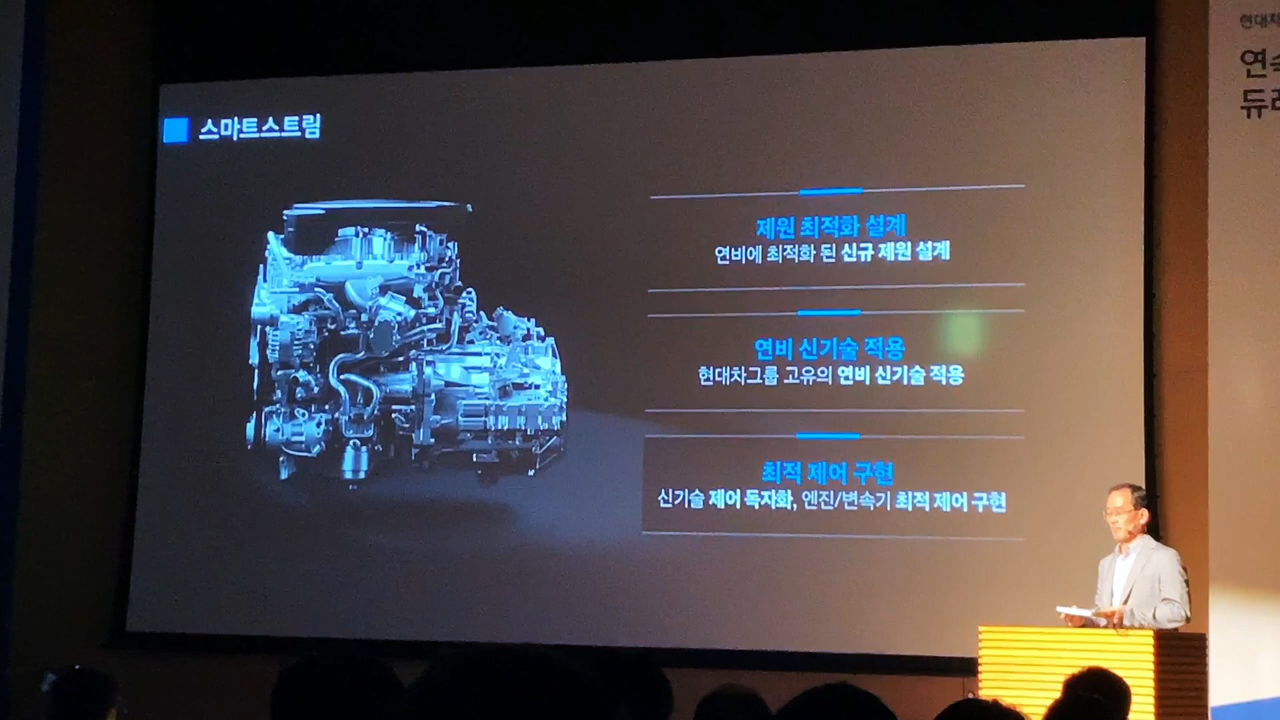 스마트스트림
제원 최적화 설계
연비에 최적화 된 신규 제원 설계
연비 신기술 적용
현대차그룹 고유의 연비 신기술 적용
최적 제어 구현
신기술 제어 독자화, 엔진/변속기 최적 제어 구현
현대차